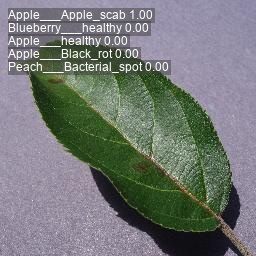 Apple___Apple_scab 1.00
Blueberry___healthy 0.00
Apple___healthy 0.00
Apple___Black_rot 0.00
Peach___Bacterial_spot 0.00